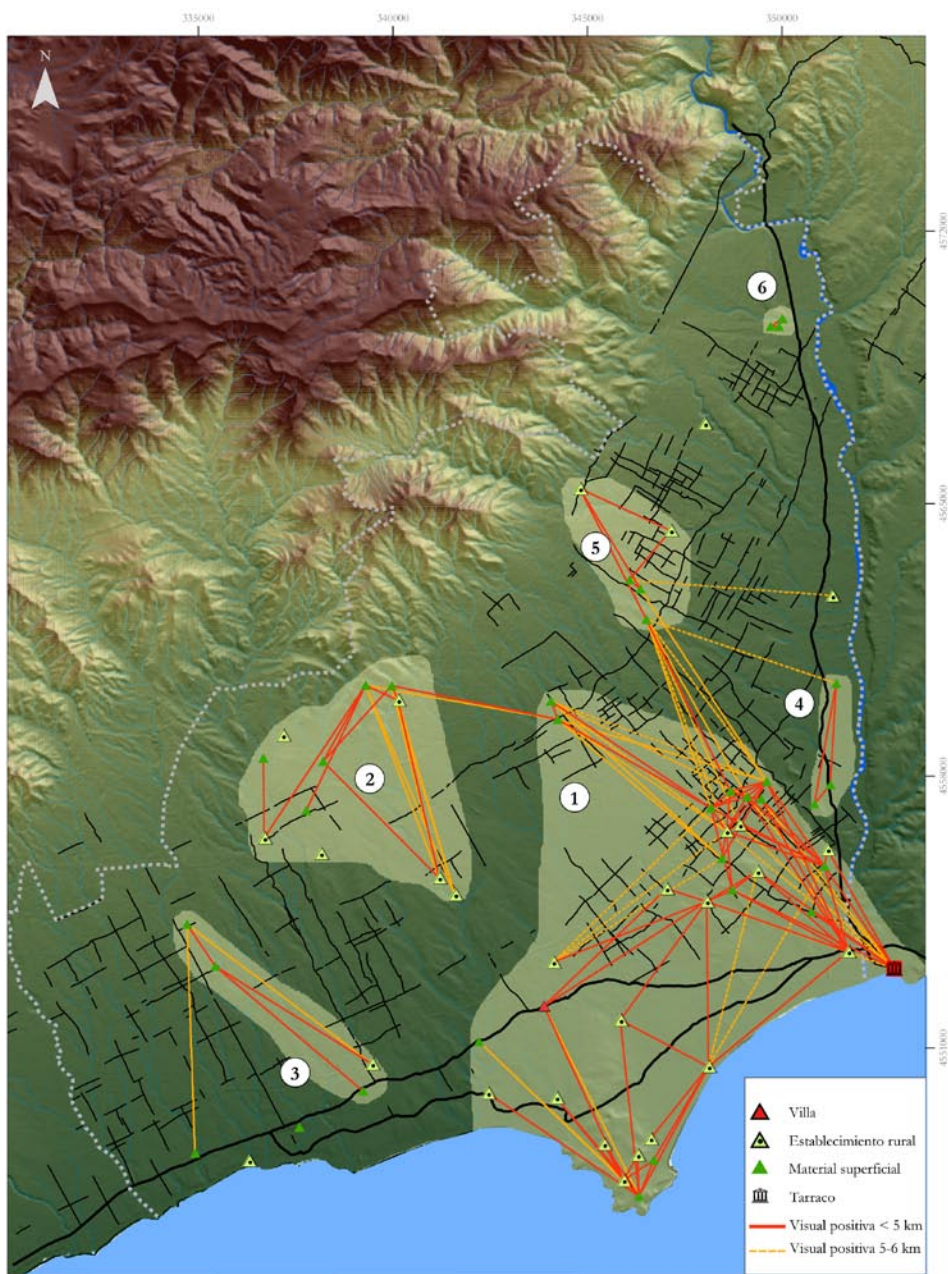 335000 340000 345000 350000
N
4572000
6
4565000
5
4
4558000
2
1
4551000
3
Villa
Establecimiento rural
Material superficial
Tarraco
Visual positiva < 5 km
Visual positiva 5-6 km